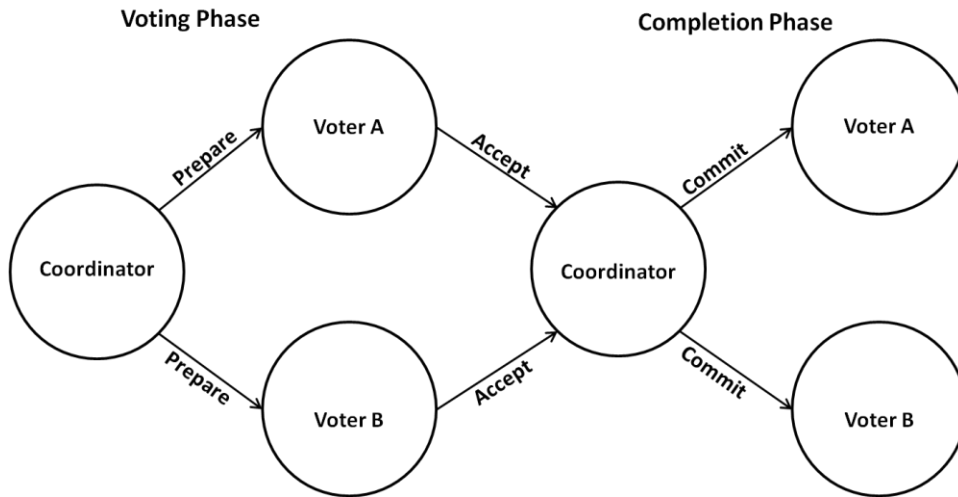 Voting Phase
Completion Phase
Voter A
Voter A
Prepare
Accept
Commit
Coordinator
Coordinator
Prepare
Accept
Commit
Voter B
Voter B